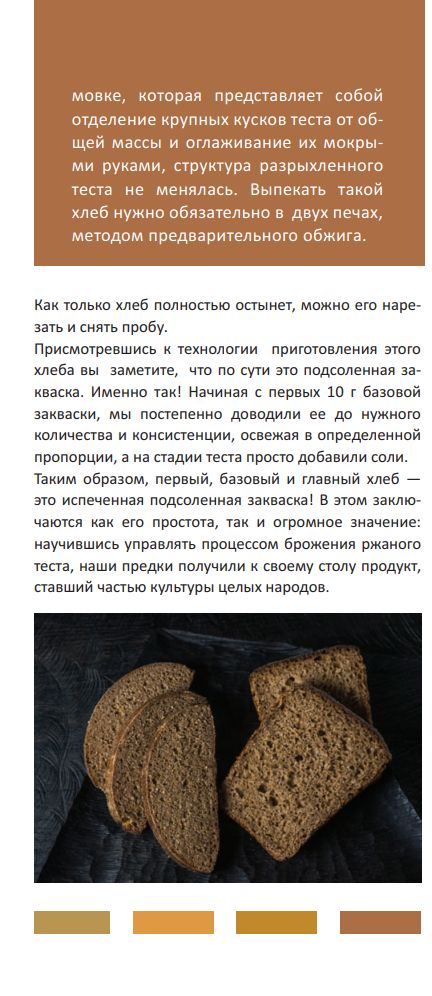 мовке, которая представляет собой
отделение крупных кусков теста от об-
щей массы и оглаживание их мокры-
ми руками, структура разрыхленного
теста не менялась. Выпекать такой
хлеб нужно обязательно в двух печах,
методом предварительного обжига.
Как только хлеб полностью остынет, можно его наре-
зать и снять пробу.
Присмотревшись к технологии приготовления этого
хлеба вы заметите, что по сути это подсоленная за-
кваска. Именно так! Начиная с первых 10 г базовой
закваски, мы постепенно доводили ее до нужного
количества и консистенции, освежая в определенной
пропорции, а на стадии теста просто добавили соли.
Таким образом, первый, базовый и главный хлеб —
это испеченная подсоленная закваска! В этом заклю-
чаются как его простота, так и огромное значение:
научившись управлять процессом брожения ржаного
теста, наши предки получили к своему столу продукт,
ставший частью культуры целых народов.